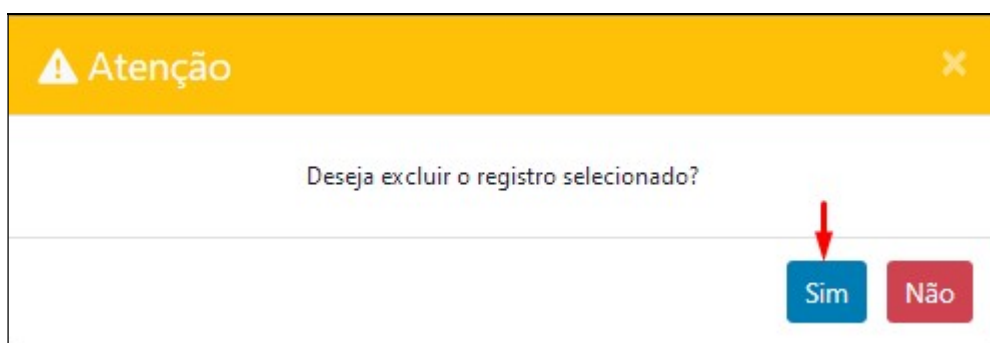 Atenção
Deseja excluir o registro selecionado?
Sim Não